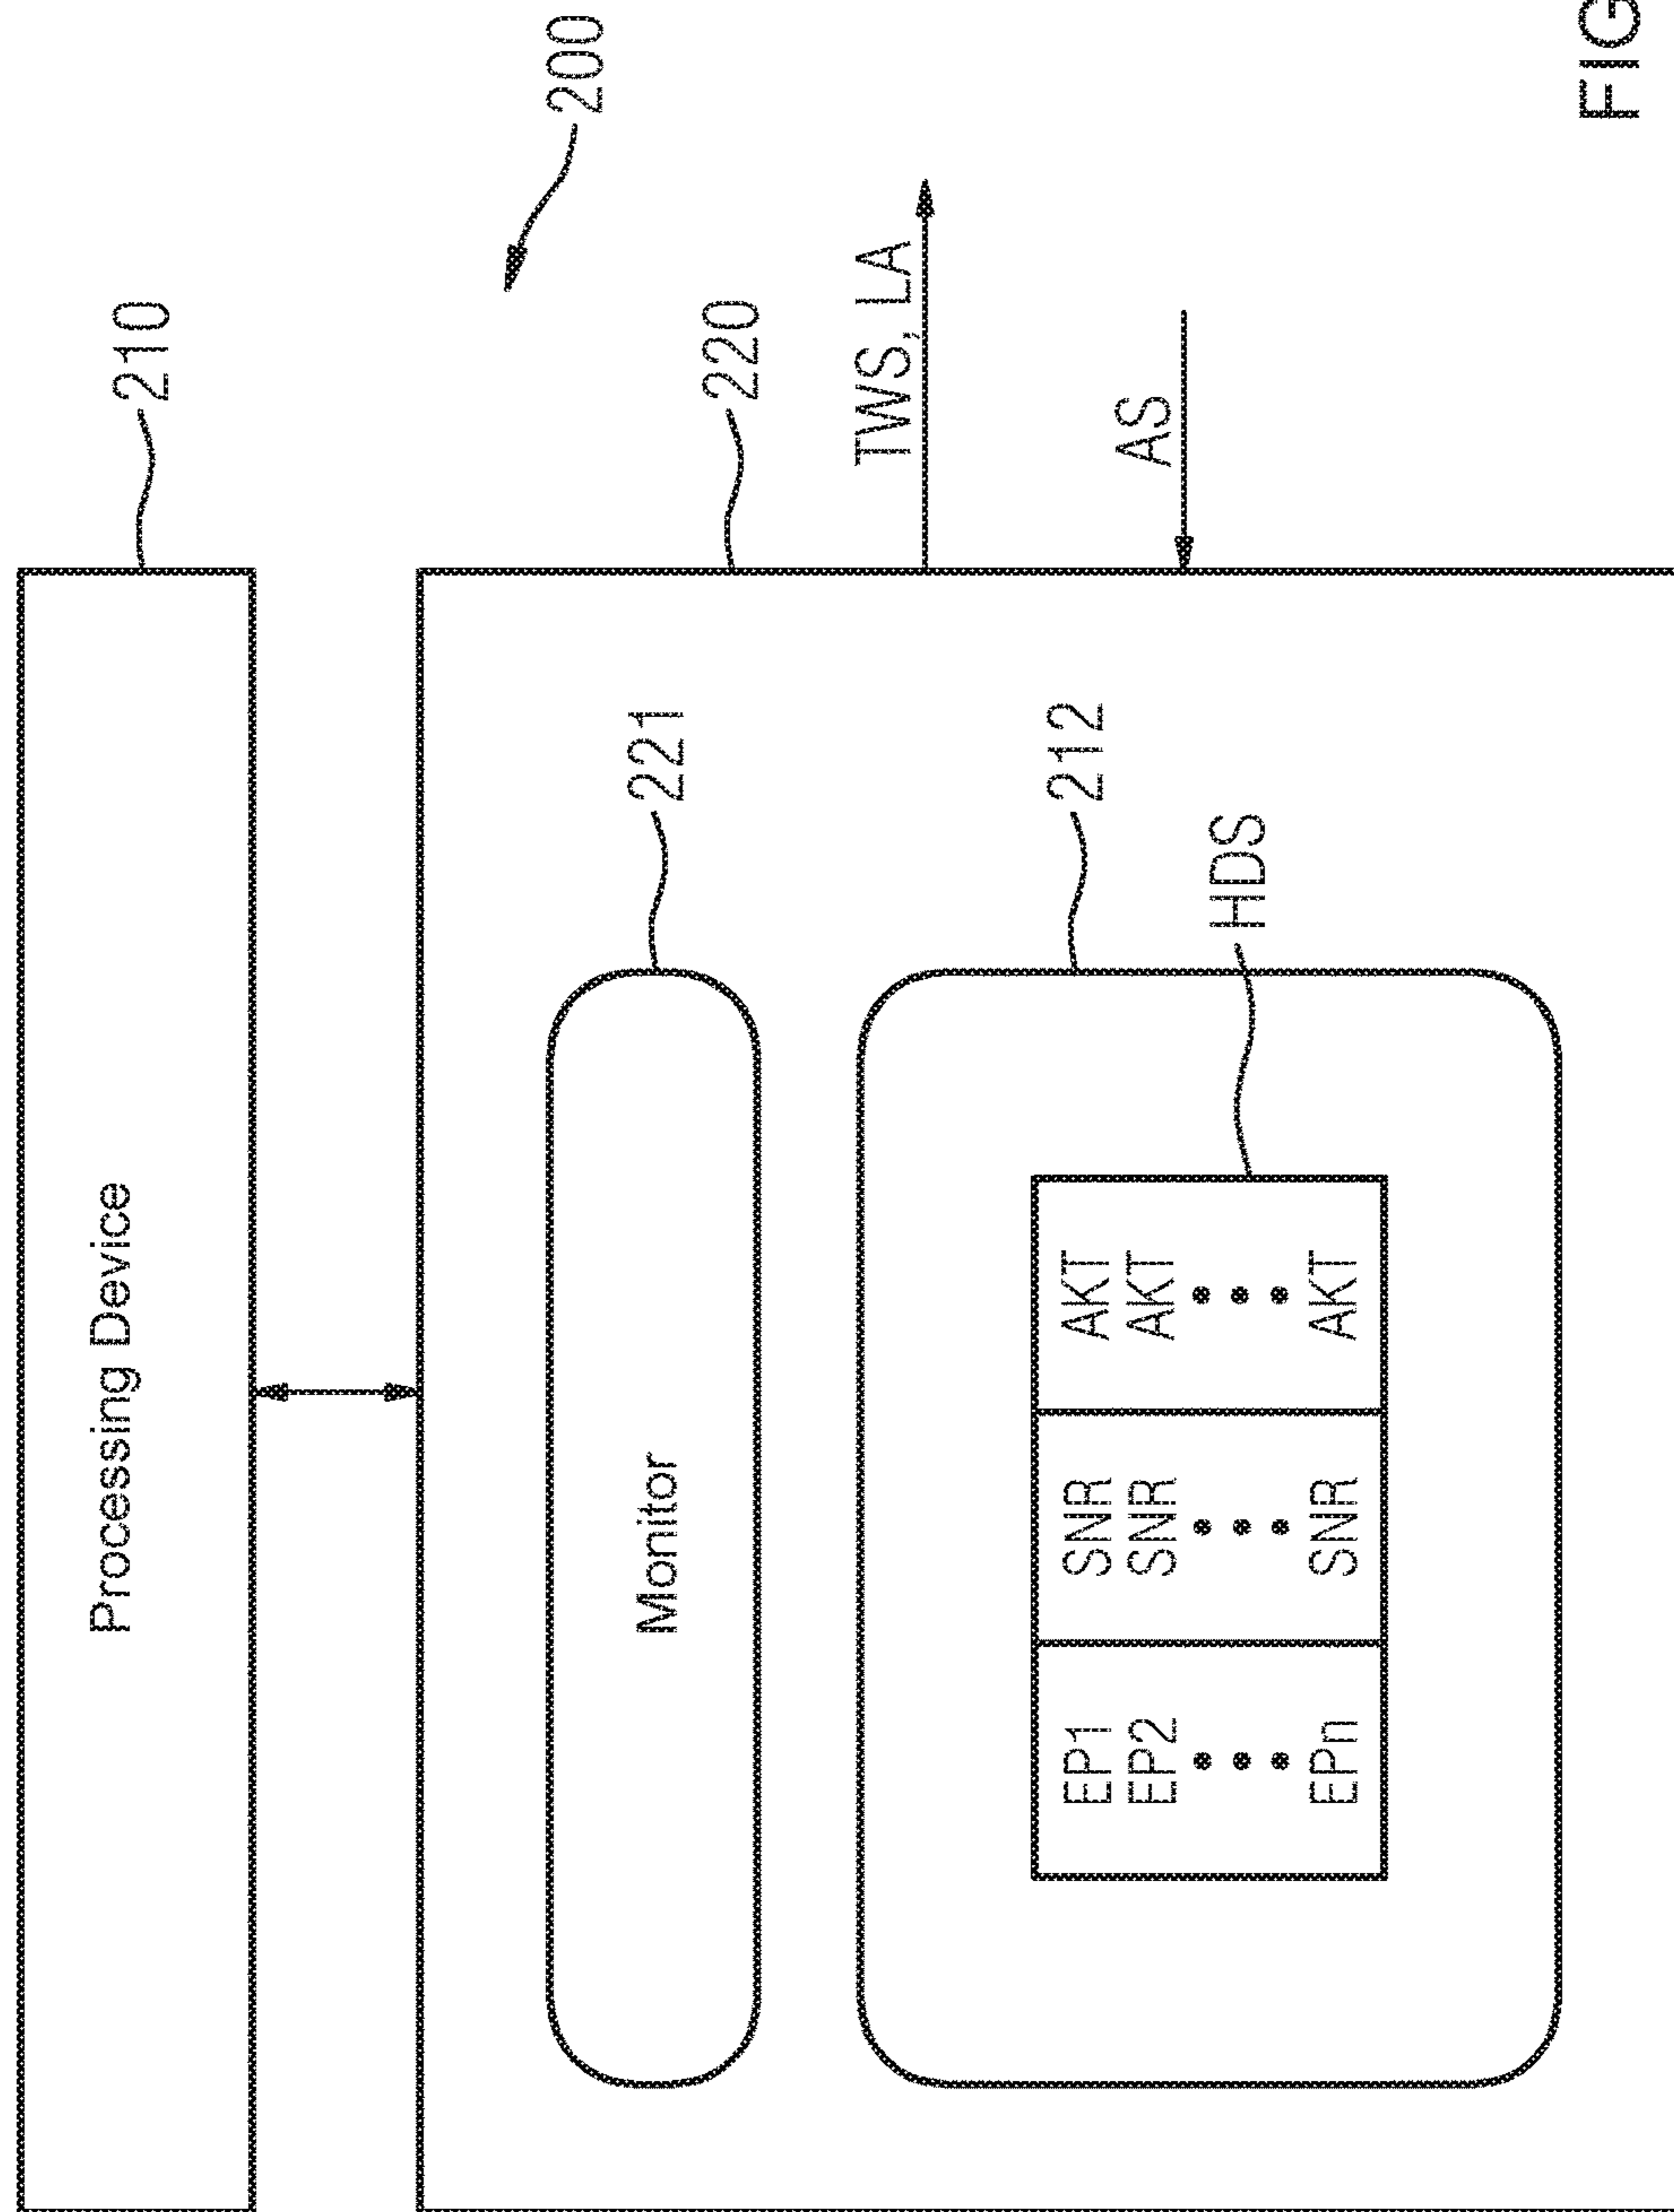 Processing Device
210
200
Monitor
221
220
TWS, LA
212
AS
HDS
EP1 SNR AKT
EP2 SNR AKT
EPn SNR AKT
FIG